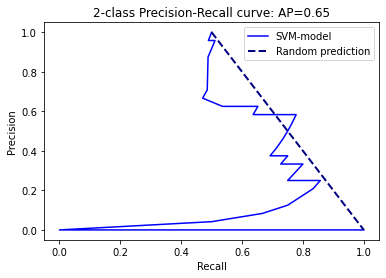 2-class Precision-Recall curve: AP=0.65
SVM-model
Random prediction
Precision
1.0
0.8
0.6
0.4
0.2
0.0
0.0 0.2 0.4 0.6 0.8 1.0
Recall